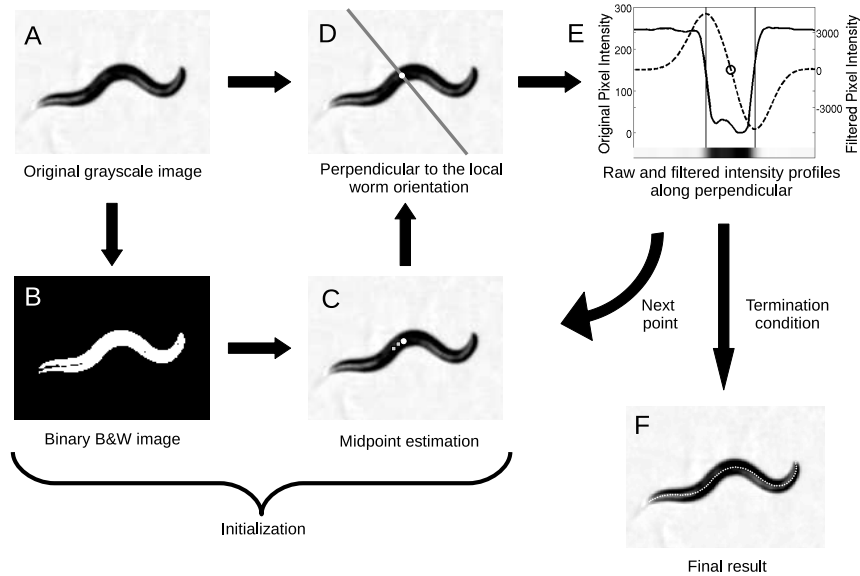 A
Original grayscale image
D
Perpendicular to the local
worm orientation
E
300
200
100
0
Original Pixel Intensity
3000
0
-3000
Filtered Pixel Intensity
Raw and filtered intensity profiles
along perpendicular
B
Binary B&W image
C
Midpoint estimation
Next
point
Termination
condition
Initialization
F
Final result